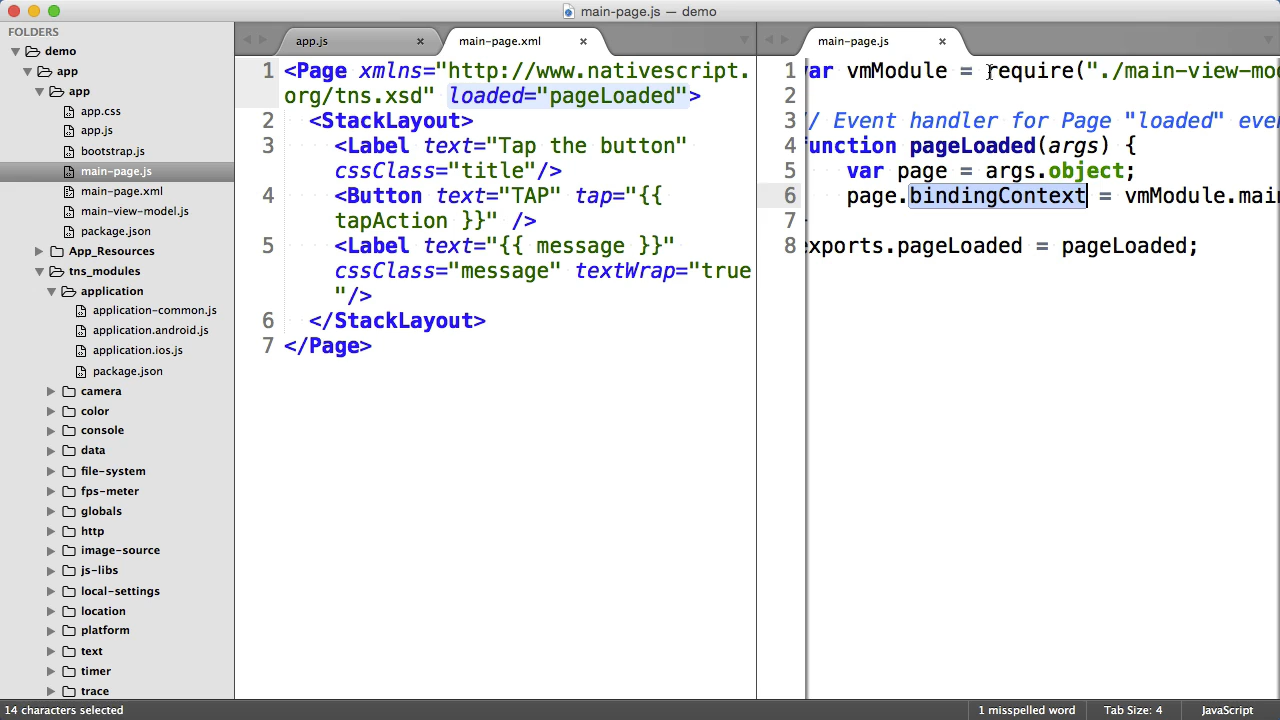 main-page.js — demo
FOLDERS
demo
app
app
app.css
app.js
bootstrap.js
main-page.js
main-page.xml
main-view-model.js
package.json
App_Resources
tns_modules
application
application-common.js
application.android.js
application.ios.js
package.json
camera
color
console
data
file-system
fps-meter
globals
http
image-source
js-libs
local-settings
location
platform
text
timer
trace
app.js
main-page.xml
1 <Page xmlns="http://www.nativescript.
org/tns.xsd" loaded="pageLoaded">
2 <StackLayout>
3 <Label text="Tap the button"
cssClass="title"/>
4 <Button text="TAP" tap="{{
tapAction }}" />
5 <Label text="{{ message }}"
cssClass="message" textWrap="true
"/>
6 </StackLayout>
7 </Page>
main-page.js
1 var vmModule = require("./main-view-mo
2
3 // Event handler for Page "loaded" eve
4 function pageLoaded(args) {
5 var page = args.object;
6 page.bindingContext = vmModule.main
7 }
8 exports.pageLoaded = pageLoaded;
14 characters selected
1 misspelled word
Tab Size: 4
JavaScript